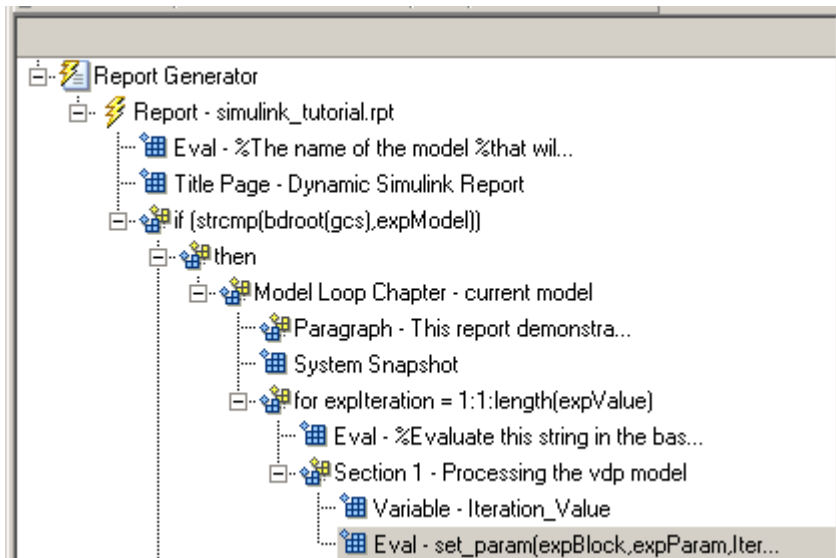 Report Generator
Report - simulink_tutorial.rpt
Eval - %The name of the model %that wil...
Title Page - Dynamic Simulink Report
if (strcmp(bdroot(gcs),expModel))
then
Model Loop Chapter - current model
Paragraph - This report demonstra...
System Snapshot
for expIteration = 1:1:length(expValue)
Eval - %Evaluate this string in the bas...
Section 1 - Processing the vdp model
Variable - Iteration_Value
Eval - set_param(expBlock,expParam,Iter...